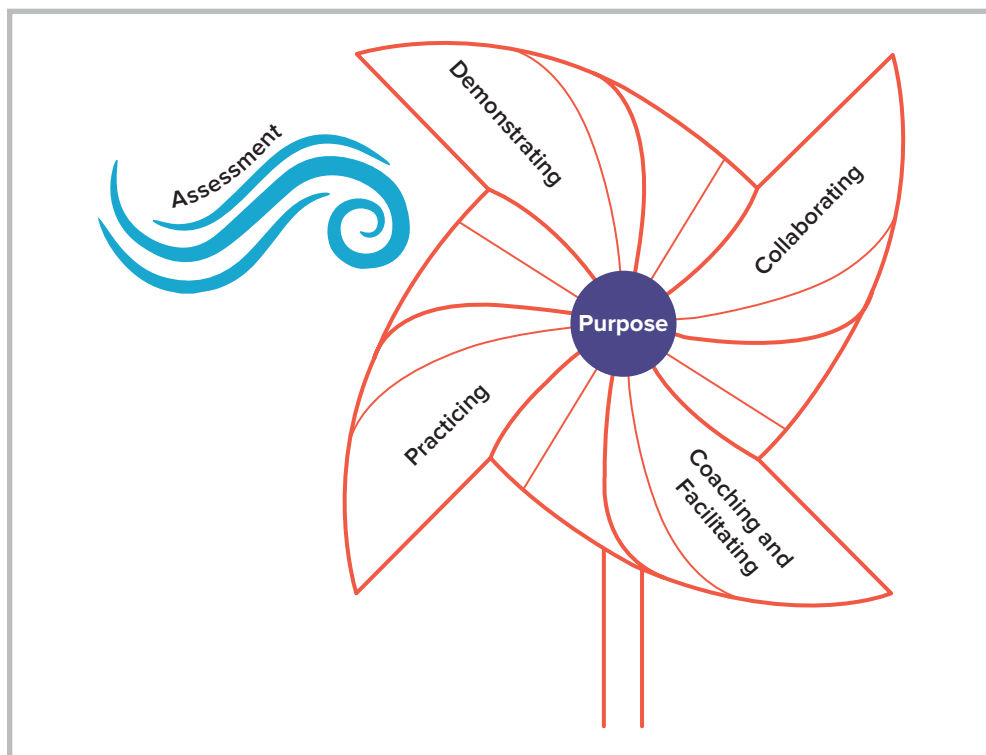 Demonstrating
Assessment
Collaborating
Purpose
Practicing
Coaching and
Facilitating